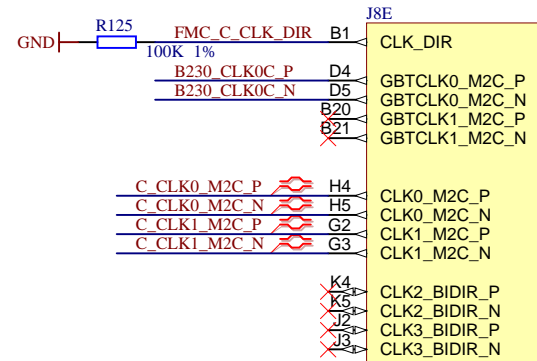 J8E
R125 FMC_C_CLK_DIR B1 CLK_DIR
GND
100K 1%
B230_CLK0C_P D4 GBTCLK0_M2C_P
B230_CLK0C_N D5 GBTCLK0_M2C_N
B20 GBTCLK1_M2C_P
B21 GBTCLK1_M2C_N
C_CLK0_M2C_P H4 CLK0_M2C_P
C_CLK0_M2C_N H5 CLK0_M2C_N
C_CLK1_M2C_P G2 CLK1_M2C_P
C_CLK1_M2C_N G3 CLK1_M2C_N
K4 CLK2_BIDIR_P
K5 CLK2_BIDIR_N
J2 CLK3_BIDIR_P
J3 CLK3_BIDIR_N